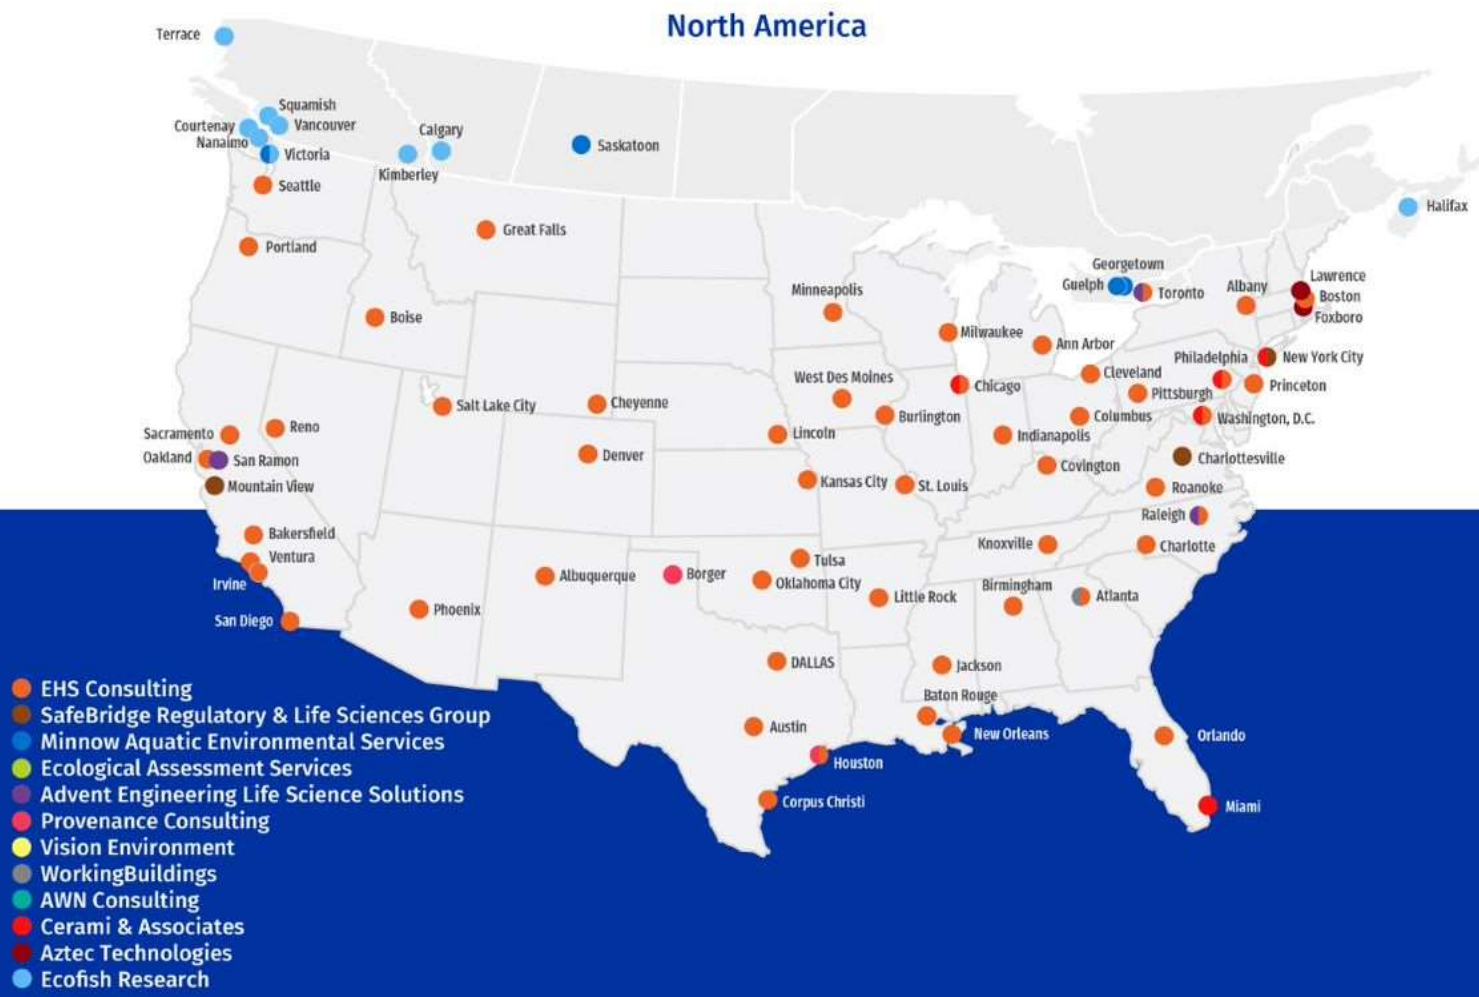 North America
Terrace
Squamish
Courtenay
Vancouver
Nanaimo
Calgary
Saskatoon
Victoria
Kimberley
Seattle
Halifax
Great Falls
Portland
Georgetown
Guelph
Toronto
Lawrence
Albany
Boston
Minneapolis
Foxboro
Boise
Milwaukee
Ann Arbor
Philadelphia
New York City
West Des Moines
Cleveland
Chicago
Princeton
Pittsburgh
Salt Lake City
Cheyenne
Burlington
Columbus
Washington, D.C.
Reno
Sacramento
Lincoln
Indianapolis
Oakland
San Ramon
Denver
Covington
Charlottesville
Mountain View
Kansas City
St. Louis
Roanoke
Raleigh
Bakersfield
Knoxville
Charlotte
Ventura
Tulsa
Irvine
Albuquerque
Borger
Oklahoma City
Birmingham
Little Rock
Atlanta
Phoenix
San Diego
DALLAS
Jackson
Baton Rouge
Austin
New Orleans
Orlando
Houston
Corpus Christi
Miami
EHS Consulting
SafeBridge Regulatory & Life Sciences Group
Minnow Aquatic Environmental Services
Ecological Assessment Services
Advent Engineering Life Science Solutions
Provenance Consulting
Vision Environment
WorkingBuildings
AWN Consulting
Cerami & Associates
Aztec Technologies
Ecofish Research